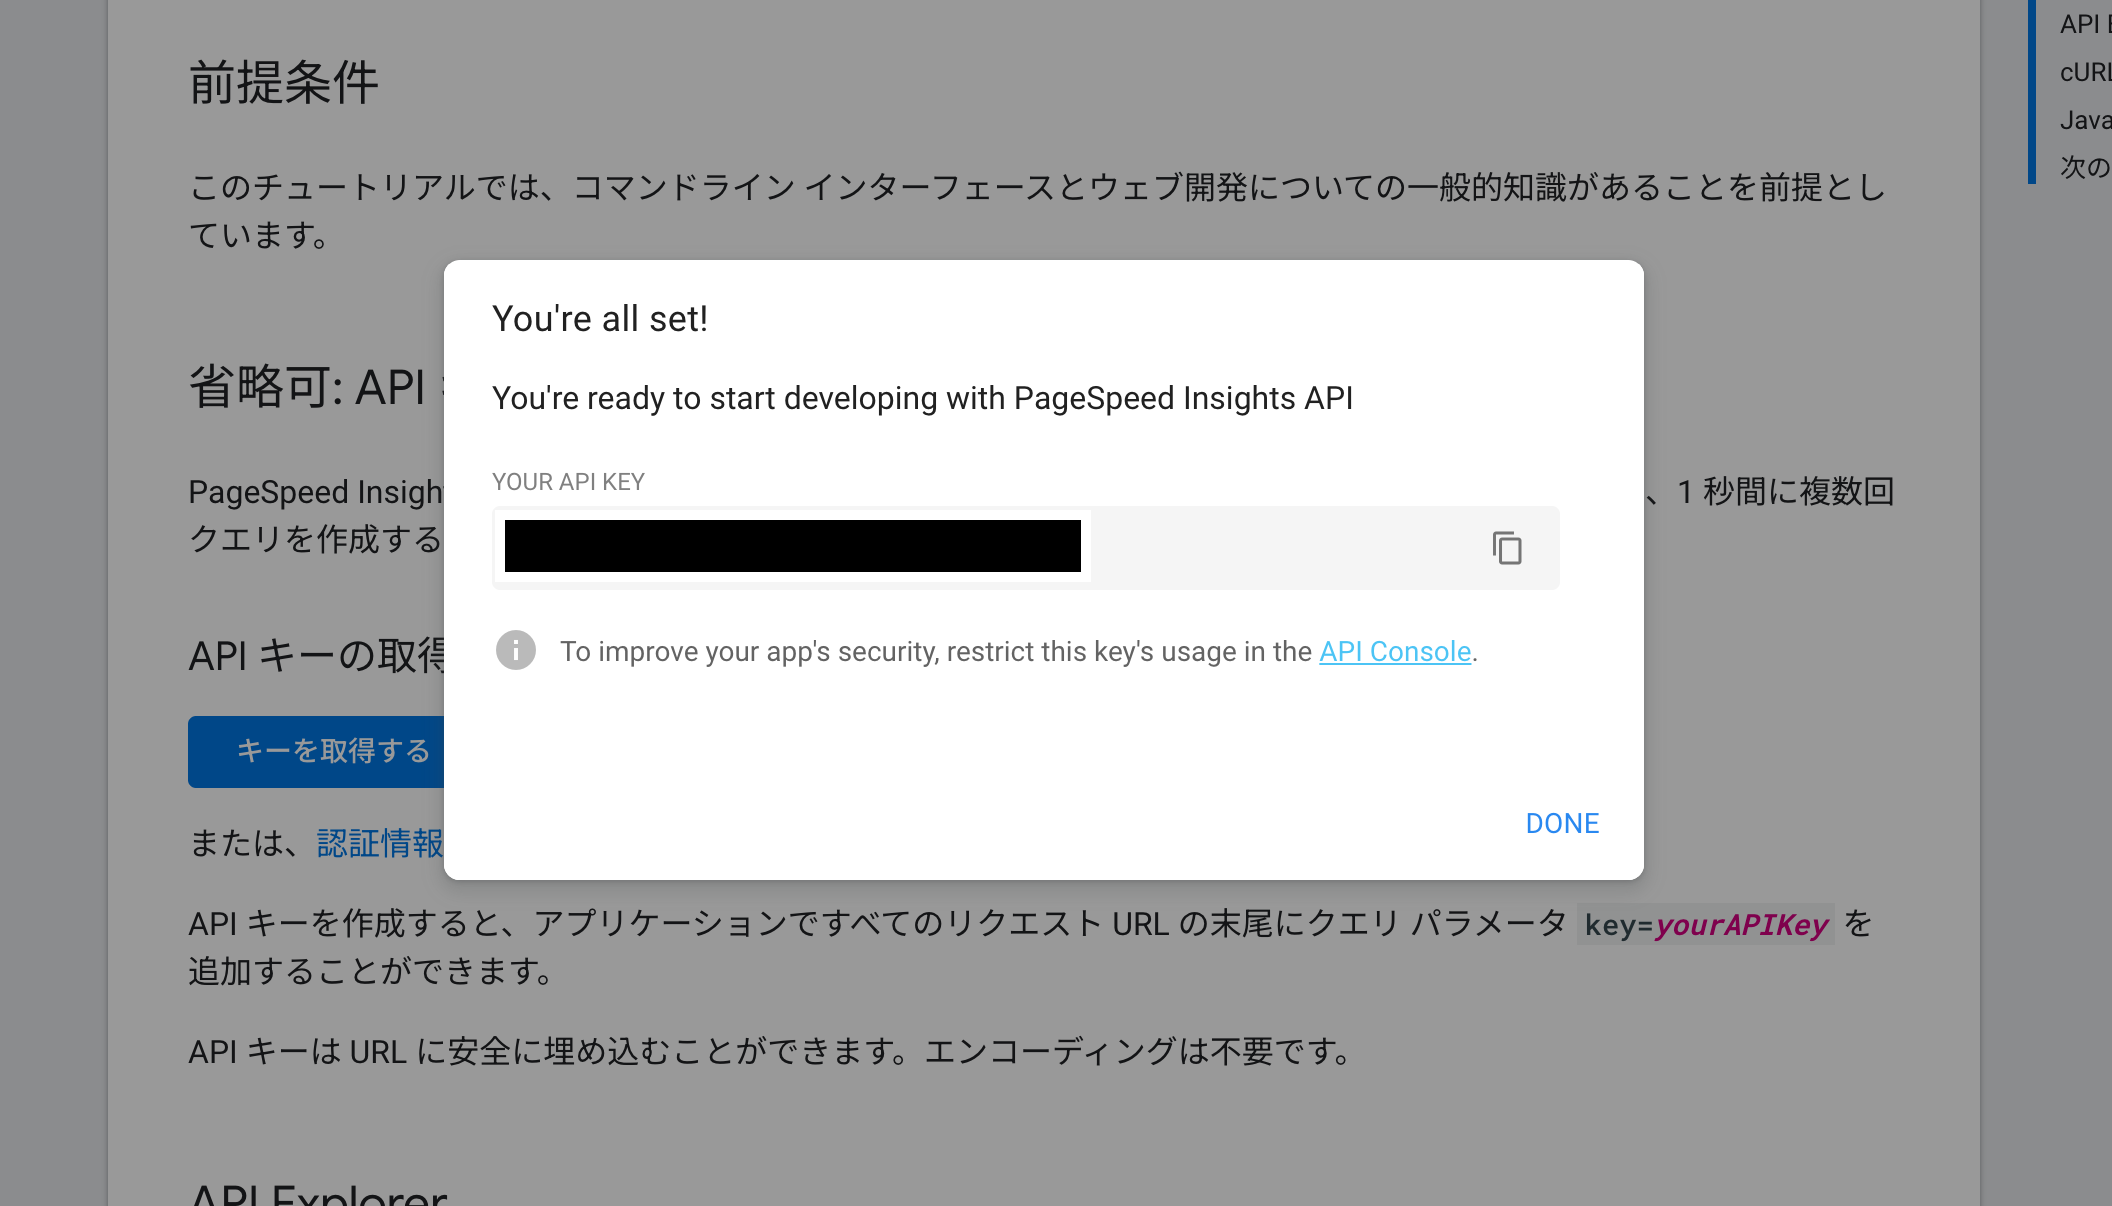 前提条件
このチュートリアルでは、コマンドライン インターフェースとウェブ開発についての一般的知識があることを前提とし
ています。
省略可: API
PageSpeed Insigh
、1 秒間に複数回
クエリを作成する
API キーの取得
キーを取得する
または、認証情報
You're all set!
You're ready to start developing with PageSpeed Insights API
YOUR API KEY
To improve your app's security, restrict this key's usage in the API Console.
DONE
API キーを作成すると、アプリケーションですべてのリクエスト URL の末尾にクエリ パラメータ key=yourAPIKey を
追加することができます。
API キーは URL に安全に埋め込むことができます。エンコーディングは不要です。
API Explorer
API
cURL
Java
次の